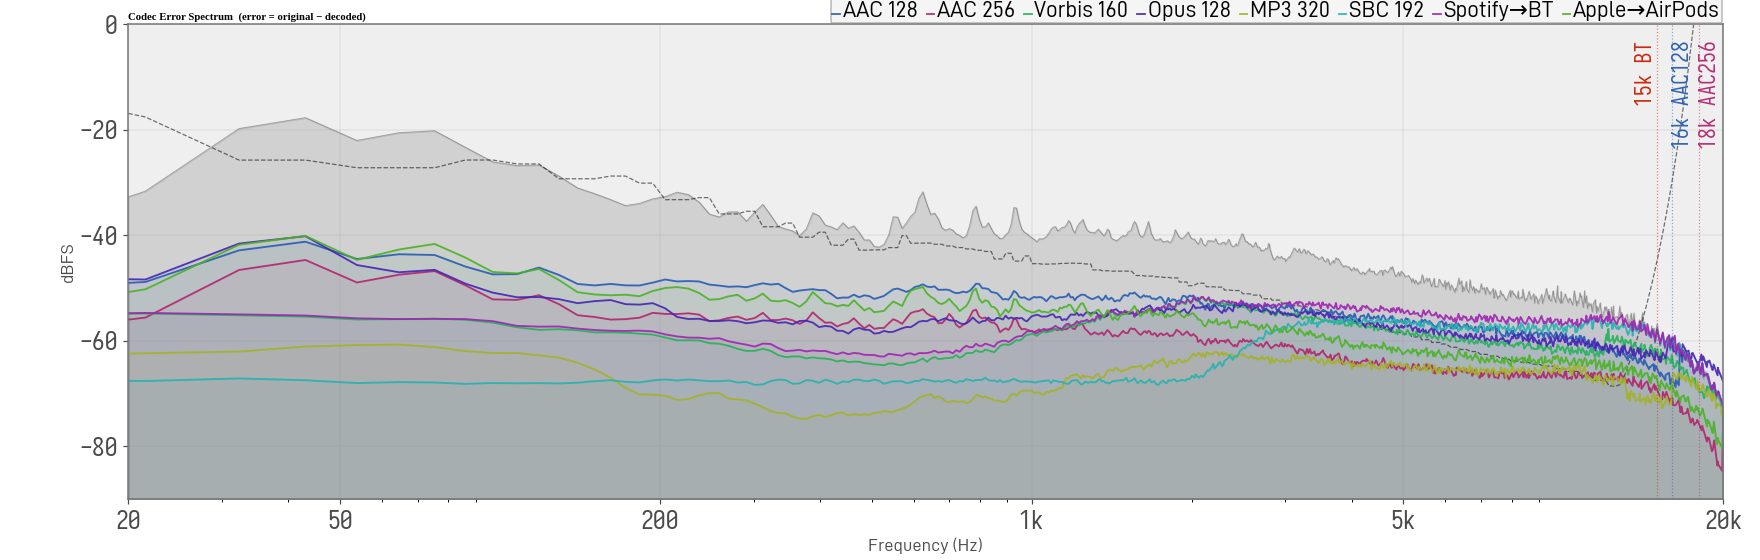 AAC 128 AAC 256 Vorbis 160 Opus 128 MP3 320 SBC 192 Spotify→BT Apple→AirPods
Codec Error Spectrum (error = original − decoded)
0
−20
−40
−60
−80
dBFS
15k BT
16k AAC128
18k AAC256
20 50 200 1k 5k 20k
Frequency (Hz)